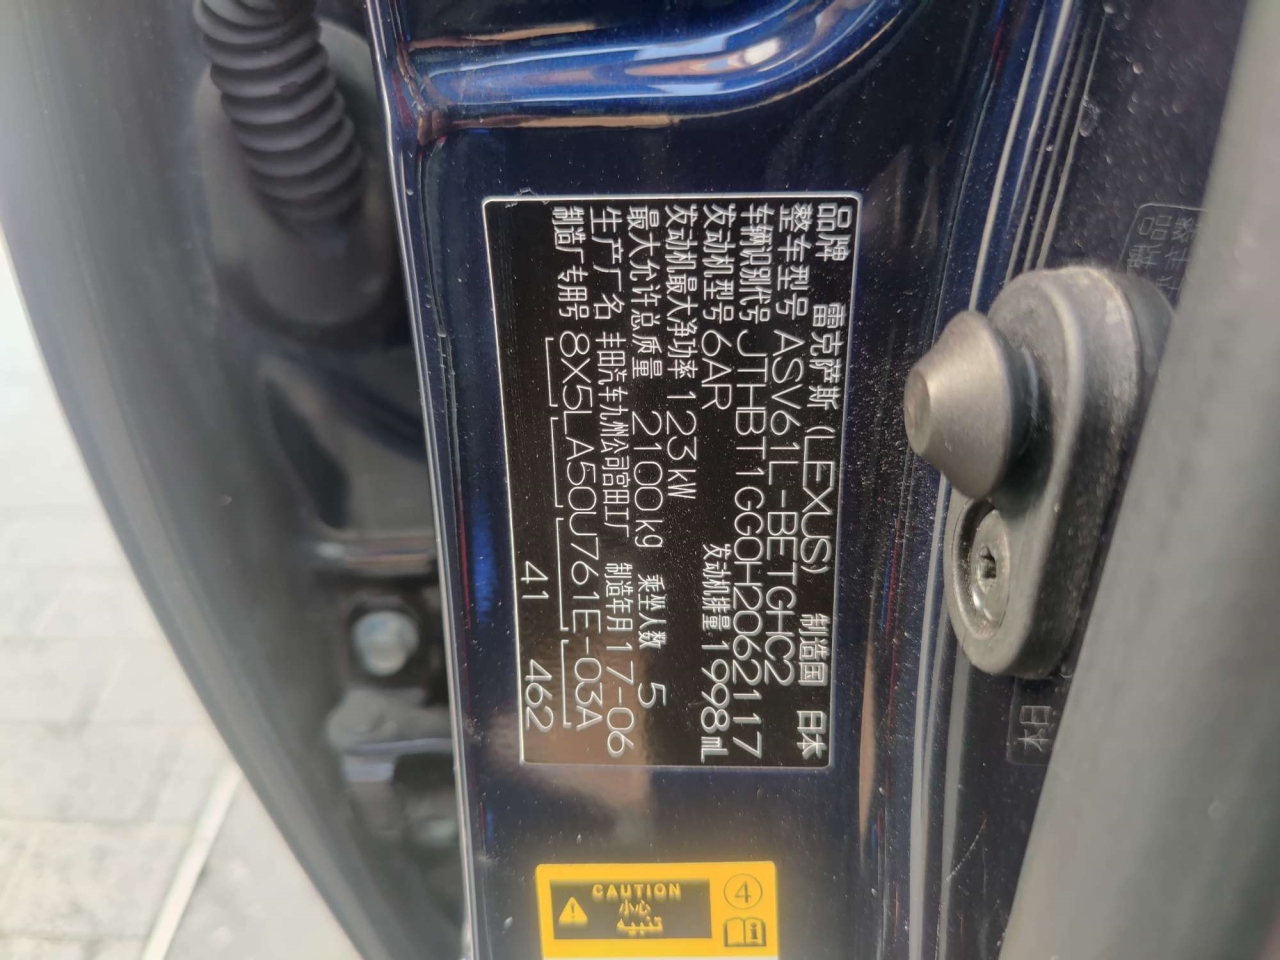 品牌 雷克萨斯(LEXUS) 制造国 日本
整车型号 ASV61L-BETGHC2
车辆识别代号 JTHBT1GG0H2062117
发动机型号 6AR 发动机排量 1998mL
发动机最大净功率 123kW
最大允许总质量 2100kg 乘坐人数 5
生产厂名 丰田汽车九州公司宫田工厂 制造年月 17-06
制造厂专用号 8X5LA50U761E-03A
41 462
CAUTION
小心
تنبيه
4